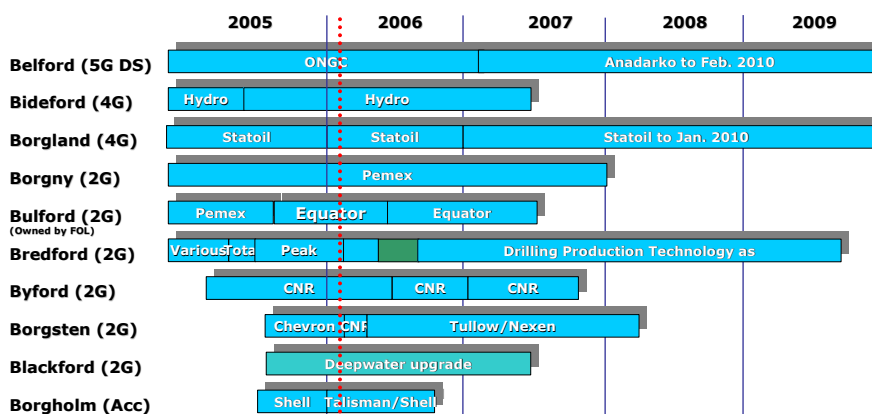 2005 2006 2007 2008 2009
Belford (5G DS) ONGC Anadarko to Feb. 2010
Bideford (4G) Hydro Hydro
Borgland (4G) Statoil Statoil Statoil to Jan. 2010
Borgny (2G) Pemex
Bulford (2G) Pemex Equator Equator
(Owned by FOL)
Bredford (2G) Various Tota Peak Drilling Production Technology as
Byford (2G) CNR CNR CNR
Borgsten (2G) Chevron CNR Tullow/Nexen
Blackford (2G) Deepwater upgrade
Borgholm (Acc) Shell Talisman/Shell